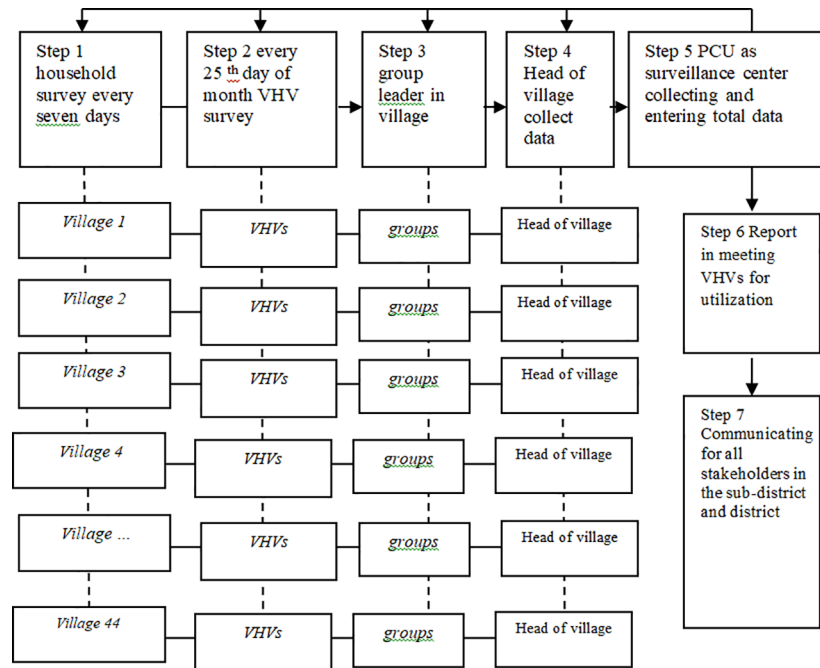 Step 1
household
survey every
seven days
Step 2 every
25 th day of
month VHV
survey
Step 3
group
leader in
village
Step 4
Head of
village
collect
data
Step 5 PCU as
surveillance center
collecting and
entering total data
Village 1
VHVs
groups
Head of village
Step 6 Report
in meeting
VHVs for
utilization
Village 2
VHVs
groups
Head of village
Village 3
VHVs
groups
Head of village
Step 7
Communicating
for all
stakeholders in
the sub-district
and district
Village 4
VHVs
groups
Head of village
Village ...
VHVs
groups
Head of village
Village 44
VHVs
groups
Head of village